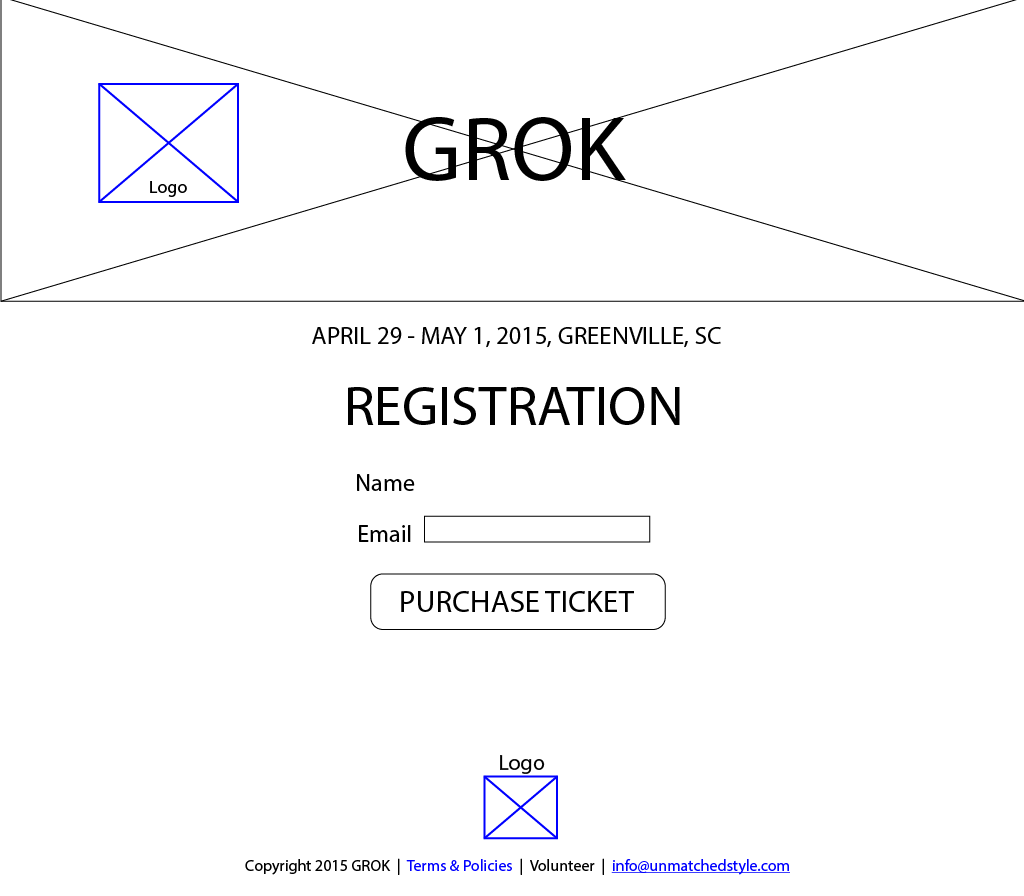 Logo
GROK
APRIL 29 - MAY 1, 2015, GREENVILLE, SC
REGISTRATION
Name
Email
PURCHASE TICKET
Logo
Copyright 2015 GROK | Terms & Policies | Volunteer | info@unmatchedstyle.com